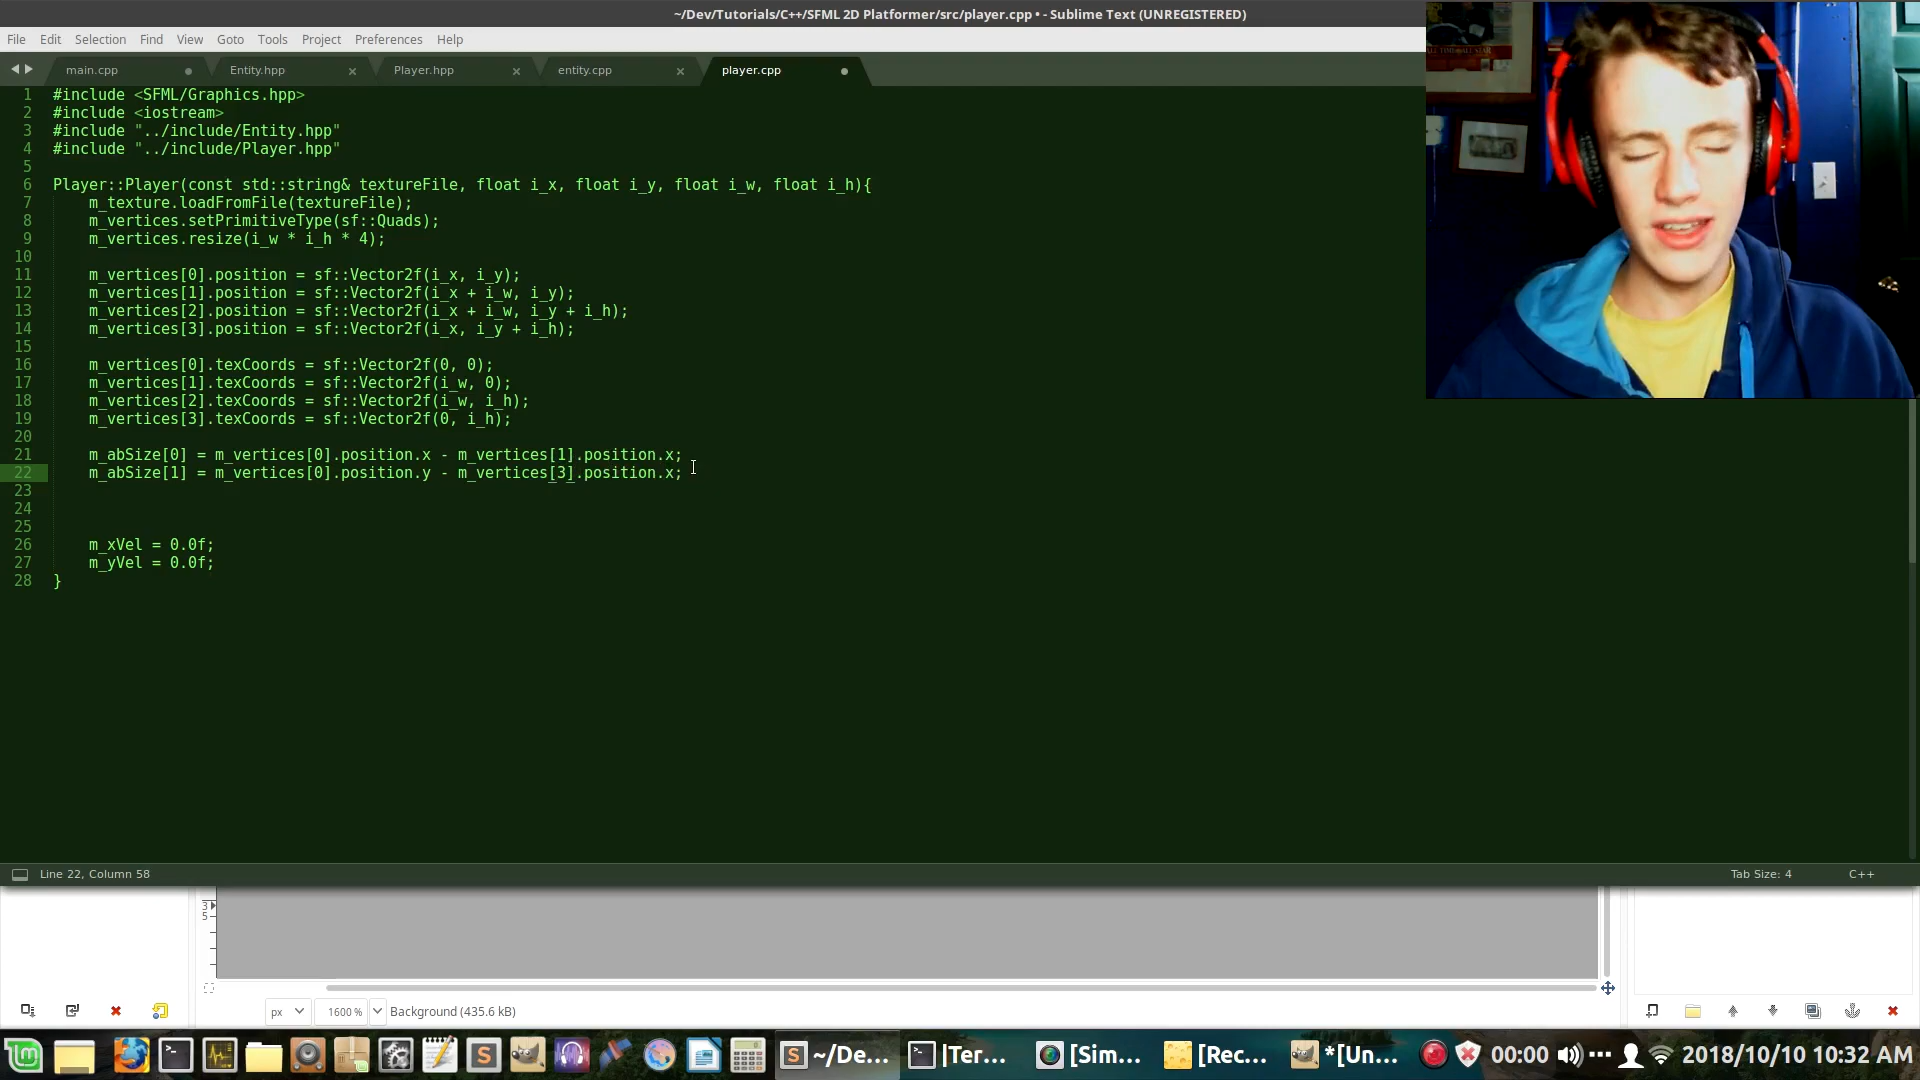 ~/Dev/Tutorials/C++/SFML 2D Platformer/src/player.cpp • - Sublime Text (UNREGISTERED)
File Edit Selection Find View Goto Tools Project Preferences Help
main.cpp Entity.hpp Player.hpp entity.cpp player.cpp
1 #include <SFML/Graphics.hpp>
2 #include <iostream>
3 #include "../include/Entity.hpp"
4 #include "../include/Player.hpp"
5
6 Player::Player(const std::string& textureFile, float i_x, float i_y, float i_w, float i_h){
7 m_texture.loadFromFile(textureFile);
8 m_vertices.setPrimitiveType(sf::Quads);
9 m_vertices.resize(i_w * i_h * 4);
10
11 m_vertices[0].position = sf::Vector2f(i_x, i_y);
12 m_vertices[1].position = sf::Vector2f(i_x + i_w, i_y);
13 m_vertices[2].position = sf::Vector2f(i_x + i_w, i_y + i_h);
14 m_vertices[3].position = sf::Vector2f(i_x, i_y + i_h);
15
16 m_vertices[0].texCoords = sf::Vector2f(0, 0);
17 m_vertices[1].texCoords = sf::Vector2f(i_w, 0);
18 m_vertices[2].texCoords = sf::Vector2f(i_w, i_h);
19 m_vertices[3].texCoords = sf::Vector2f(0, i_h);
20
21 m_abSize[0] = m_vertices[0].position.x - m_vertices[1].position.x;
22 m_abSize[1] = m_vertices[0].position.y - m_vertices[3].position.x;
23
24
25
26 m_xVel = 0.0f;
27 m_yVel = 0.0f;
28 }
Line 22, Column 58 Tab Size: 4 C++
3
5
px 1600 % Background (435.6 kB)
~/De... |Ter... [Sim... [Rec... *[Un... 00:00 2018/10/10 10:32 AM